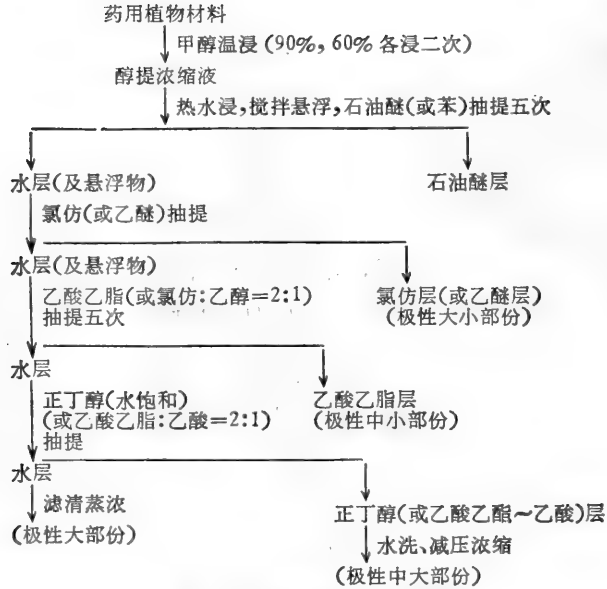 药用植物材料
甲醇温浸(90%,60%各浸二次)
醇提浓缩液
热水浸,搅拌悬浮,石油醚(或苯)抽提五次
水层(及悬浮物)
石油醚层
氯仿(或乙醚)抽提
水层(及悬浮物)
氯仿层(或乙醚层)
(极性大小部份)
乙酸乙脂(或氯仿:乙醇=2:1)
抽提五次
水层
乙酸乙脂层
(极性中小部份)
正丁醇(水饱和)
(或乙酸乙脂:乙酸=2:1)
抽提
水层
正丁醇(或乙酸乙酯~乙酸)层
滤清蒸浓
(极性大部份)
水洗、减压浓缩
(极性中大部份)